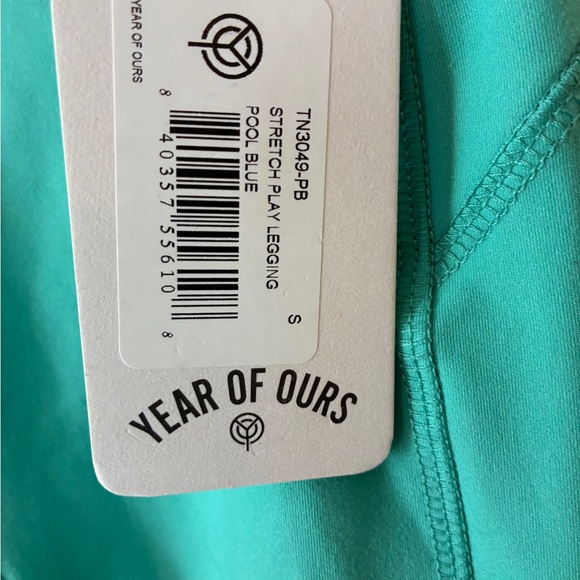 YEAR OF OURS
TN3049-PB
STRETCH PLAY LEGGING
POOL BLUE
S
8 40357 55610 8
YEAR OF OURS